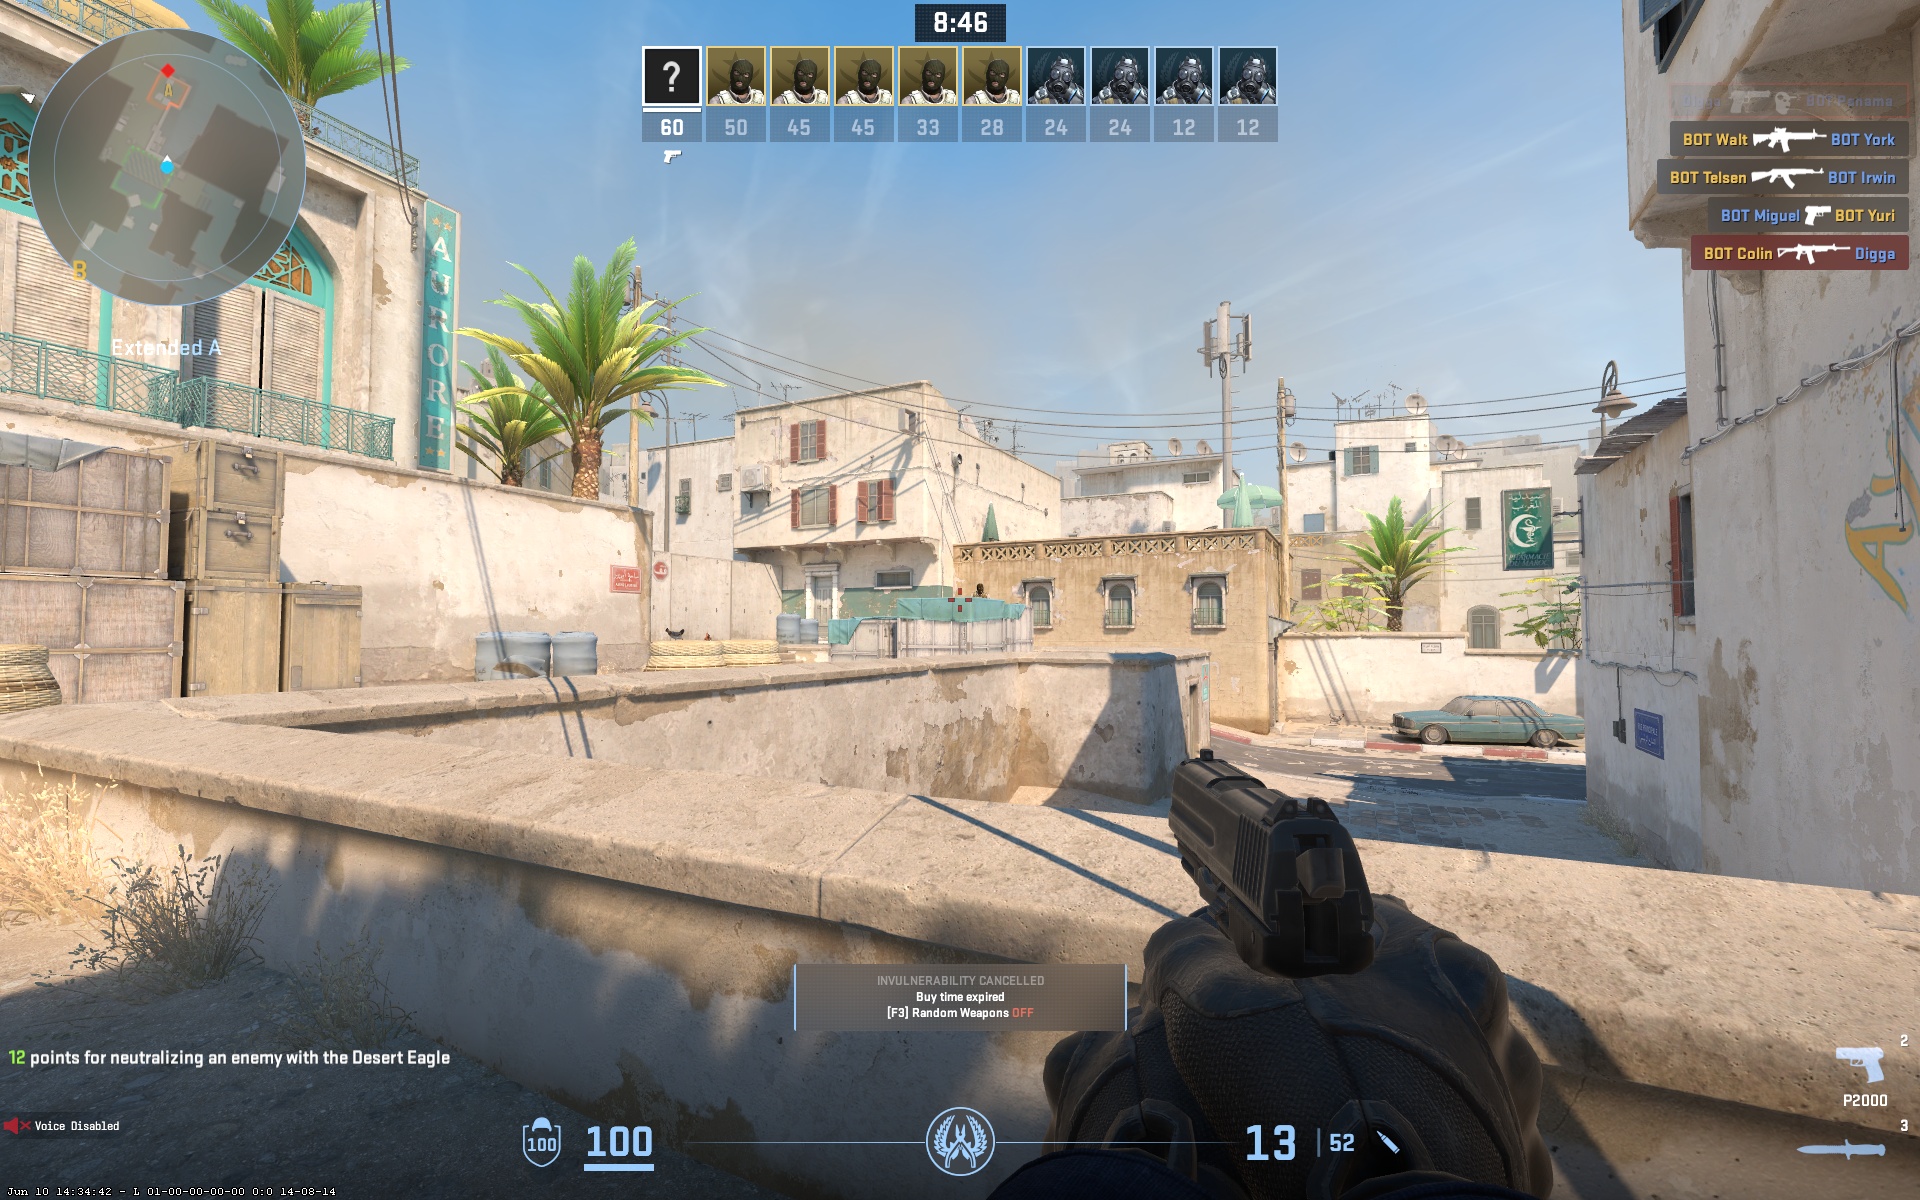 8:46
60 50 45 45 33 28 24 24 12 12
A
B
Extended A
BOT Walt BOT York
BOT Telsen BOT Irwin
BOT Miguel BOT Yuri
BOT Colin Digga
AURORE
INVULNERABILITY CANCELLED
Buy time expired
[F3] Random Weapons OFF
12 points for neutralizing an enemy with the Desert Eagle
Voice Disabled
100
100
13 52
2
P2000
3
Jun 10 14:34:42 - L 01-00-00-00-00 0:0 14-08-14